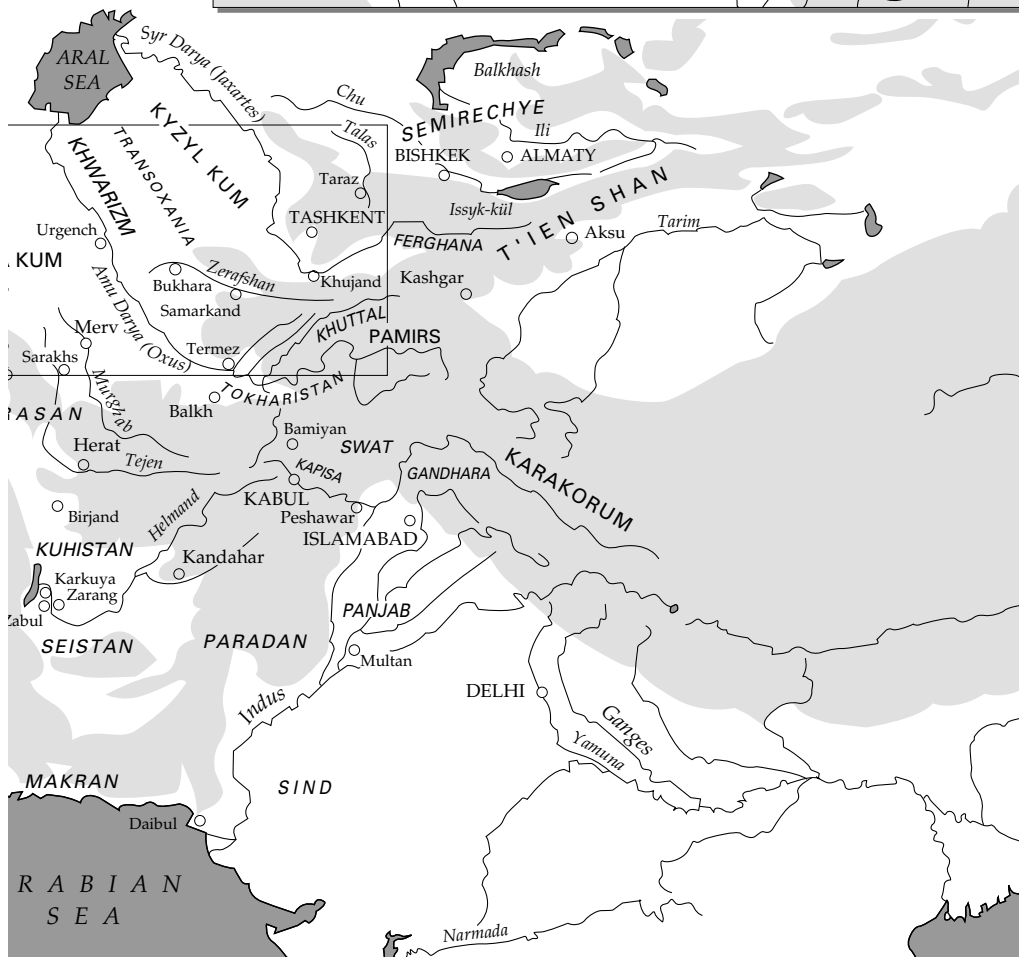 ARAL
SEA
Syr Darya (Jaxartes)
Balkhash
Chu
SEMIRECHYE
Talas
Ili
KYZYL KUM
TRANSOXANIA
KHWARIZM
BISHKEK
ALMATY
Taraz
Issyk-kül
T'IEN SHAN
TASHKENT
Tarim
Urgench
FERGHANA
Aksu
KUM
Zerafshan
Khujand
Kashgar
Bukhara
Samarkand
Amu Darya (Oxus)
KHUTTAL
Merv
PAMIRS
Sarakhs
Termez
Murghab
TOKHARISTAN
RASAN
Balkh
Bamiyan
SWAT
Herat
Tejen
KAPISA
GANDHARA
KARAKORUM
Helmand
KABUL
Peshawar
Birjand
ISLAMABAD
KUHISTAN
Kandahar
Karkuya
Zarang
Zabul
PANJAB
SEISTAN
PARADAN
Multan
Indus
DELHI
Ganges
Yamuna
MAKRAN
SIND
Daibul
RABIAN
SEA
Narmada